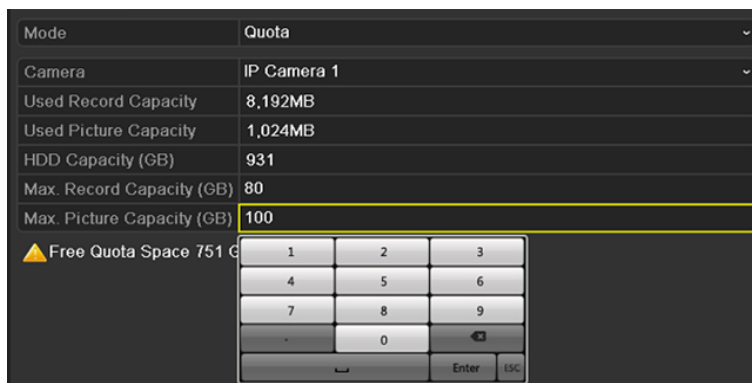 Mode Quota
Camera IP Camera 1
Used Record Capacity 8,192MB
Used Picture Capacity 1,024MB
HDD Capacity (GB) 931
Max. Record Capacity (GB) 80
Max. Picture Capacity (GB) 100
Free Quota Space 751 G
1 2 3
4 5 6
7 8 9
. 0
Enter ESC